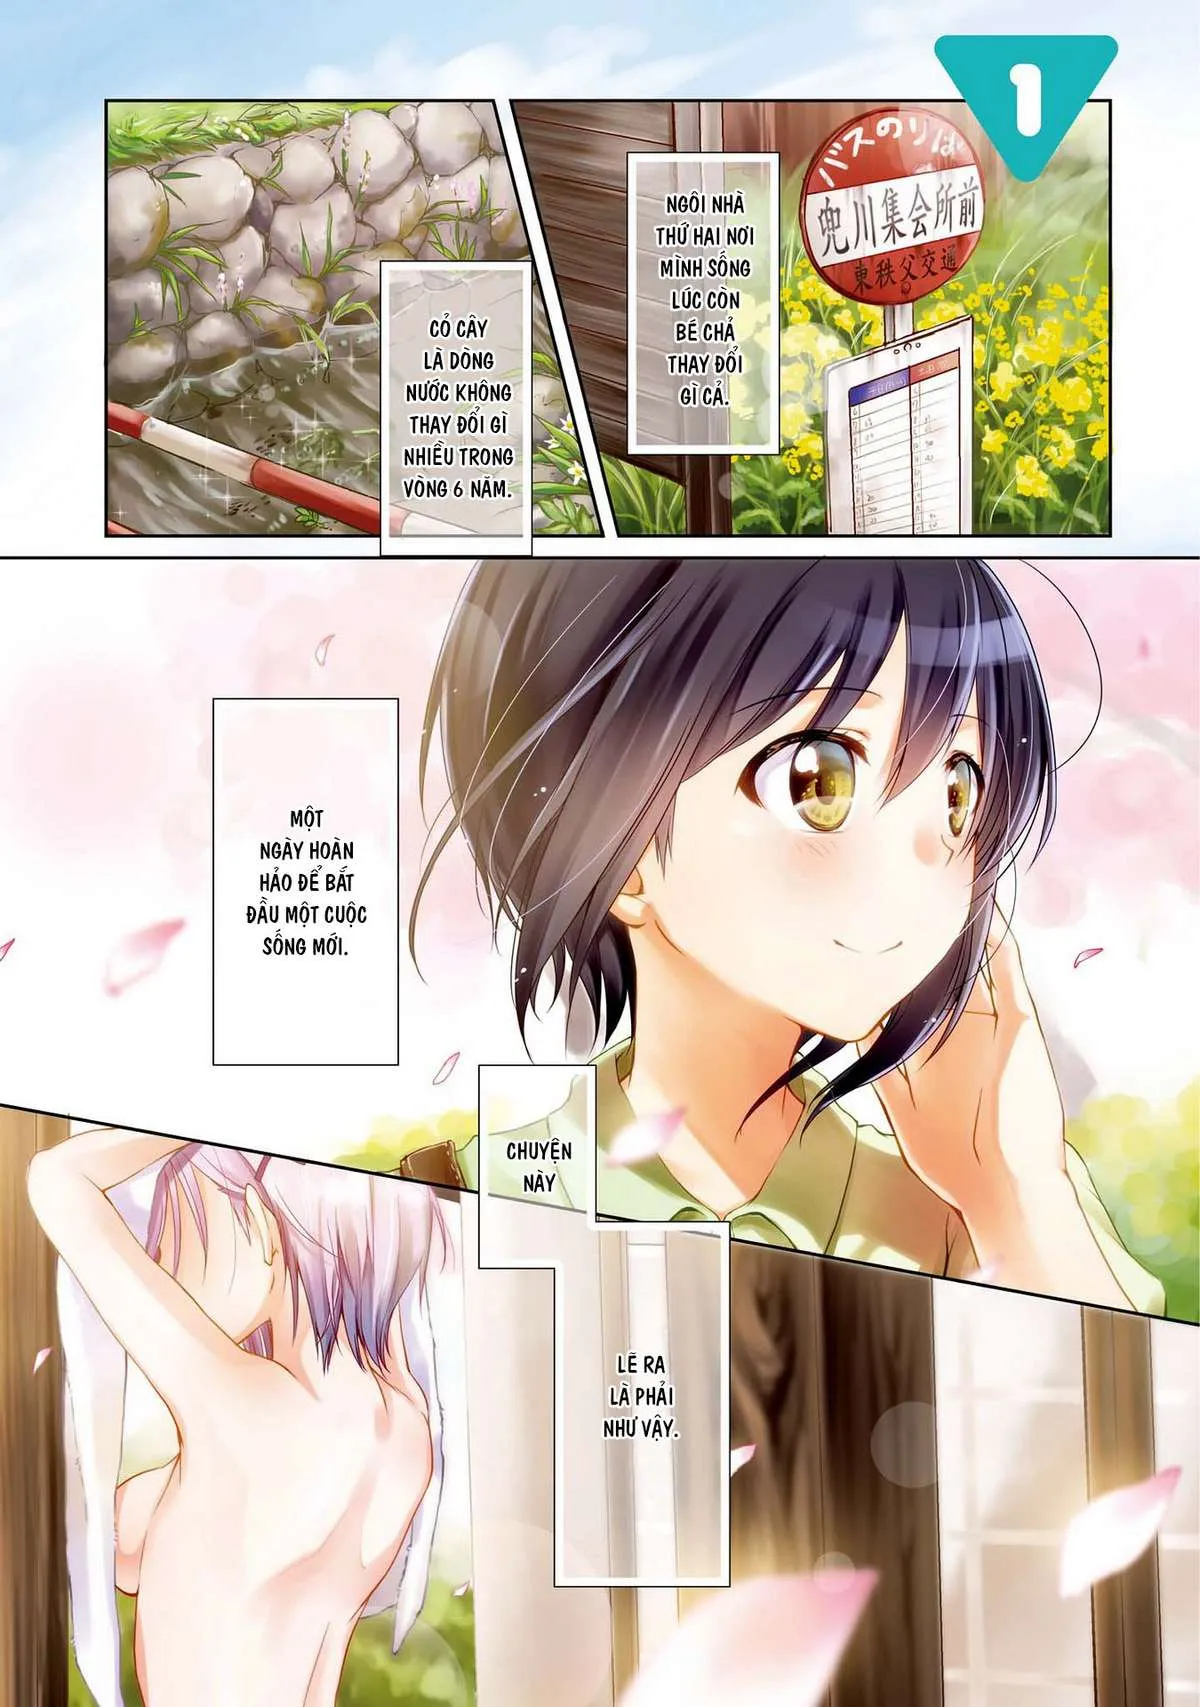 1
バスのりば
兜川集会所前
東秩父交通
NGÔI NHÀ
THỨ HAI NƠI
MÌNH SỐNG
LÚC CÒN
BÉ CHẢ
THAY ĐỔI
GÌ CẢ.
CỎ CÂY
LÀ DÒNG
NƯỚC KHÔNG
THAY ĐỔI GÌ
NHIỀU TRONG
VÒNG 6 NĂM.
MỘT
NGÀY HOÀN
HẢO ĐỂ BẮT
ĐẦU MỘT CUỘC
SỐNG MỚI.
CHUYỆN
NÀY
LẼ RA
LÀ PHẢI
NHƯ VẬY.